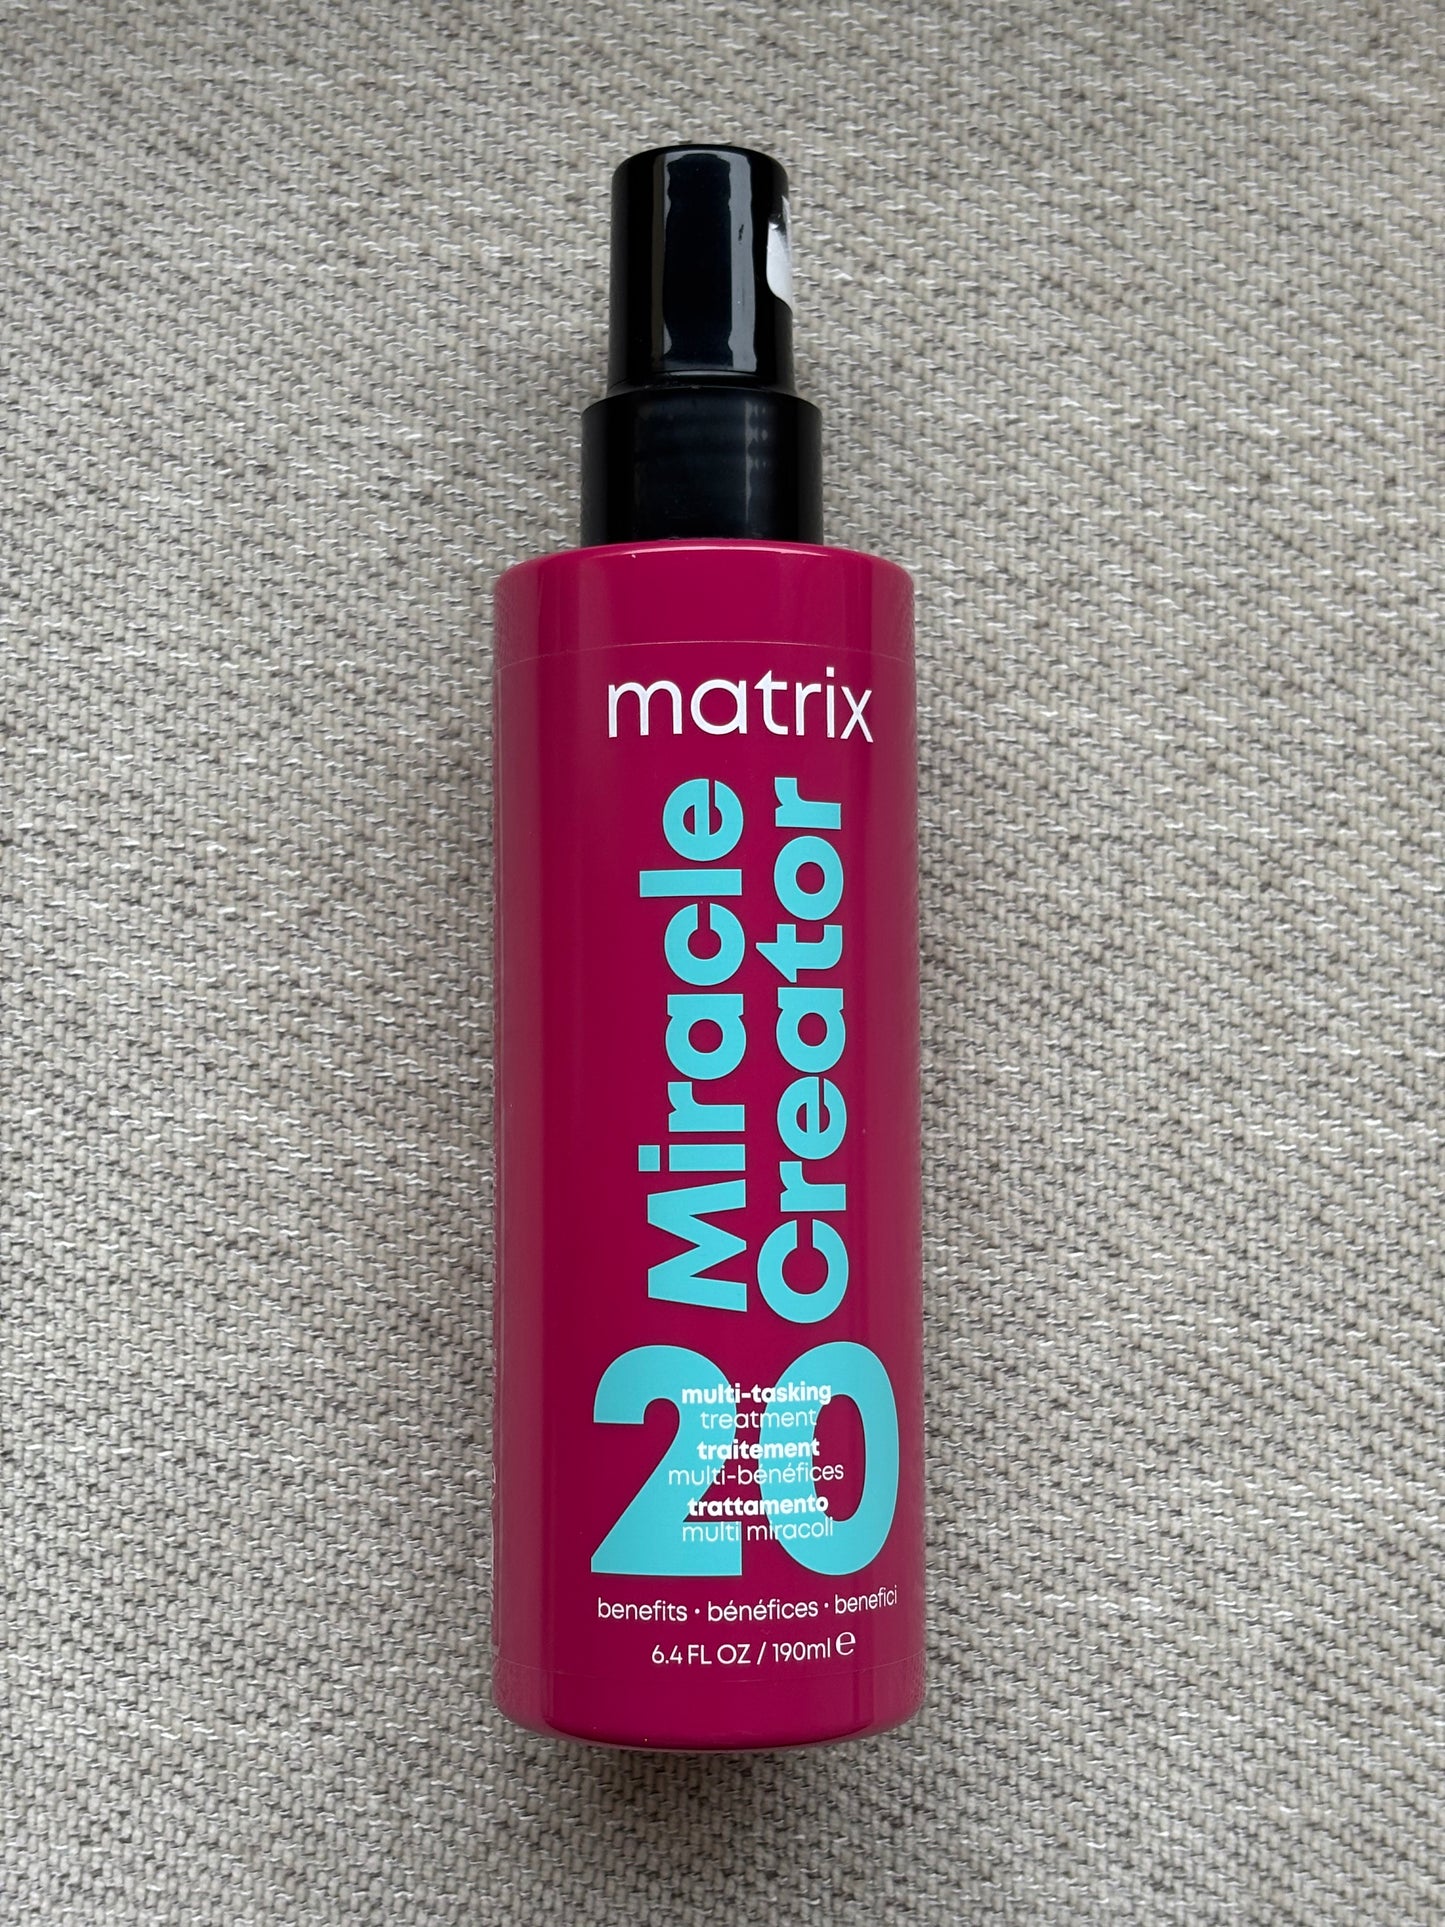 matrix
Miracle
Creator
20
multi-tasking
treatment
traitement
multi-bénéfices
trattamento
multi miracoli
benefits • bénéfices • benefici
6.4 FL OZ / 190ml e